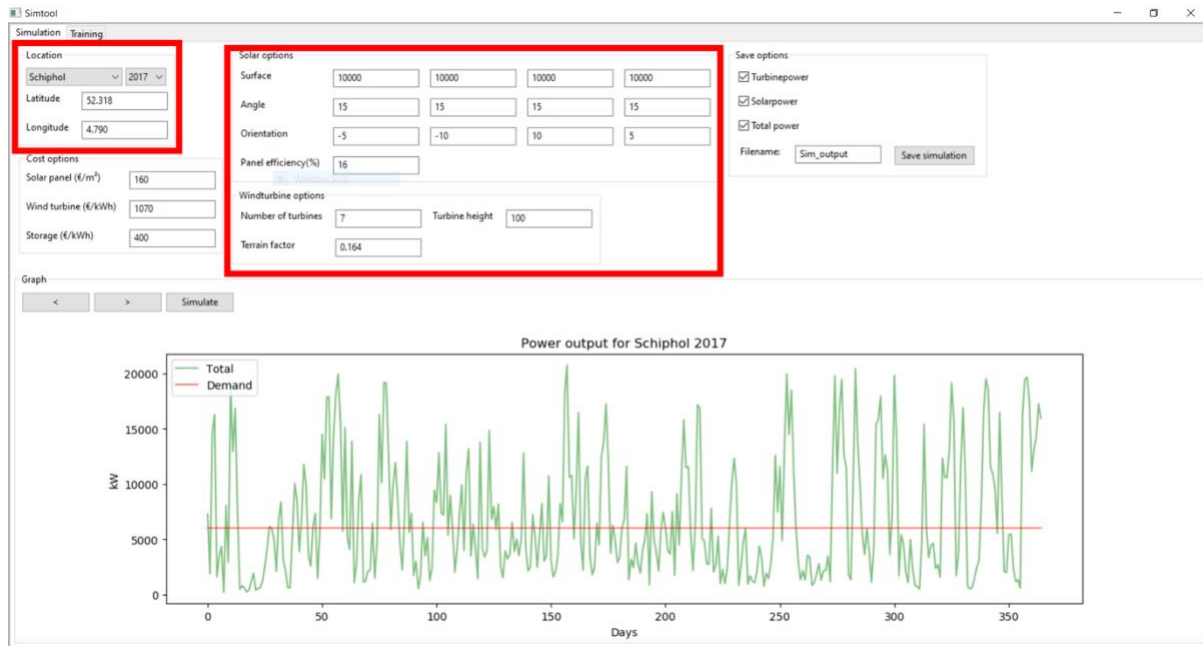 Simtool
Simulation Training
Location
Schiphol 2017
Latitude 52.318
Longitude 4.790
Cost options
Solar panel (€/m²) 160
Wind turbine (€/kWh) 1070
Storage (€/kWh) 400
Solar options
Surface 10000 10000 10000 10000
Angle 15 15 15 15
Orientation -5 -10 10 5
Panel efficiency(%) 16
Windturbine options
Number of turbines 7 Turbine height 100
Terrain factor 0.164
Save options
Turbinepower
Solarpower
Total power
Filename: Sim_output Save simulation
Graph
< > Simulate
Power output for Schiphol 2017
Total
Demand
kW
20000
15000
10000
5000
0
0 50 100 150 200 250 300 350
Days